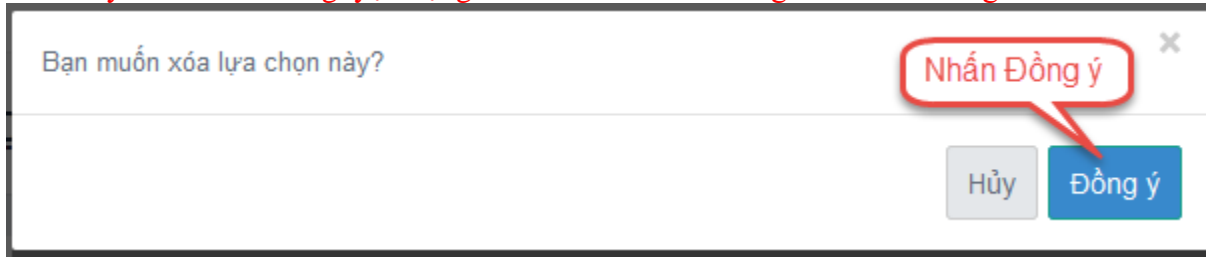 Bạn muốn xóa lựa chọn này?
×
Nhấn Đồng ý
Hủy
Đồng ý